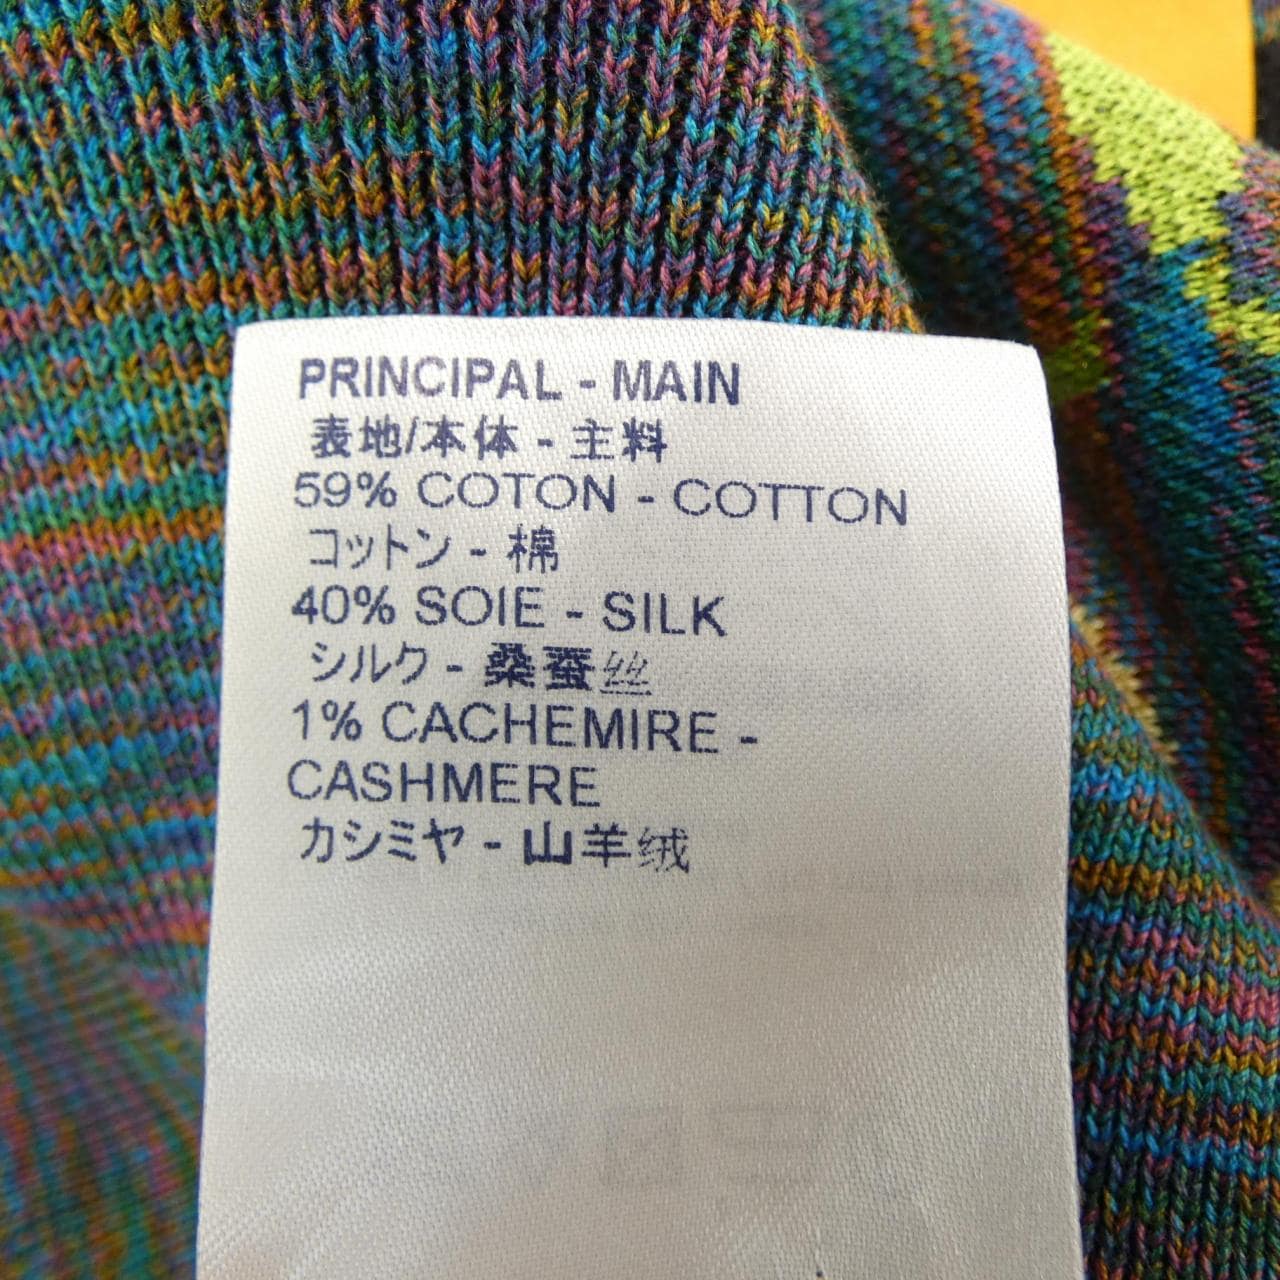 PRINCIPAL - MAIN
表地/本体 - 主料
59% COTON - COTTON
コットン - 棉
40% SOIE - SILK
シルク - 桑蚕丝
1% CACHEMIRE -
CASHMERE
カシミヤ - 山羊绒